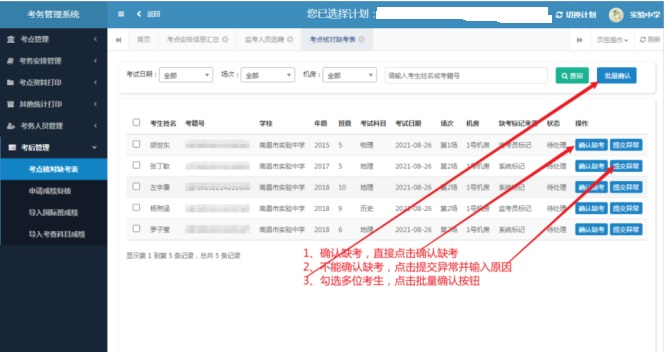 考务管理系统
返回 您已选择计划： 切换计划 实验中学
考点管理
首页 考点安排信息汇总 监考人员选聘 考点核对缺考表 页签操作 刷新
考务安排管理
考点资料打印
其他统计打印
考务人员管理
考后管理
考点核对缺考表
申请成绩复核
导入国际班成绩
导入考查科目成绩
考试日期： 全部 场次： 全部 机房： 全部 请输入考生姓名或考籍号 查询 批量确认
考生姓名 考籍号 学校 年级 班级 考试科目 考试日期 场次 机房 缺考标记来源 状态 操作
胡世东 南昌市实验中学 2015 5 物理 2021-08-26 第1场 1号机房 监考员标记 待处理 确认缺考 提交异常
张丁歆 南昌市实验中学 2017 5 地理 2021-08-26 第2场 1号机房 系统标记 待处理 确认缺考 提交异常
左宇康 南昌市实验中学 2018 10 地理 2021-08-26 第2场 1号机房 系统标记 待处理 确认缺考 提交异常
杨煦涵 南昌市实验中学 2018 9 历史 2021-08-26 第2场 1号机房 监考员标记 待处理 确认缺考 提交异常
罗子莹 南昌市实验中学 2018 6 地理 2021-08-26 第2场 1号机房 系统标记 待处理 确认缺考 提交异常
显示第 1 到第 5 条记录，总共 5 条记录
1、确认缺考，直接点击确认缺考
2、不能确认缺考，点击提交异常并输入原因
3、勾选多位考生，点击批量确认按钮